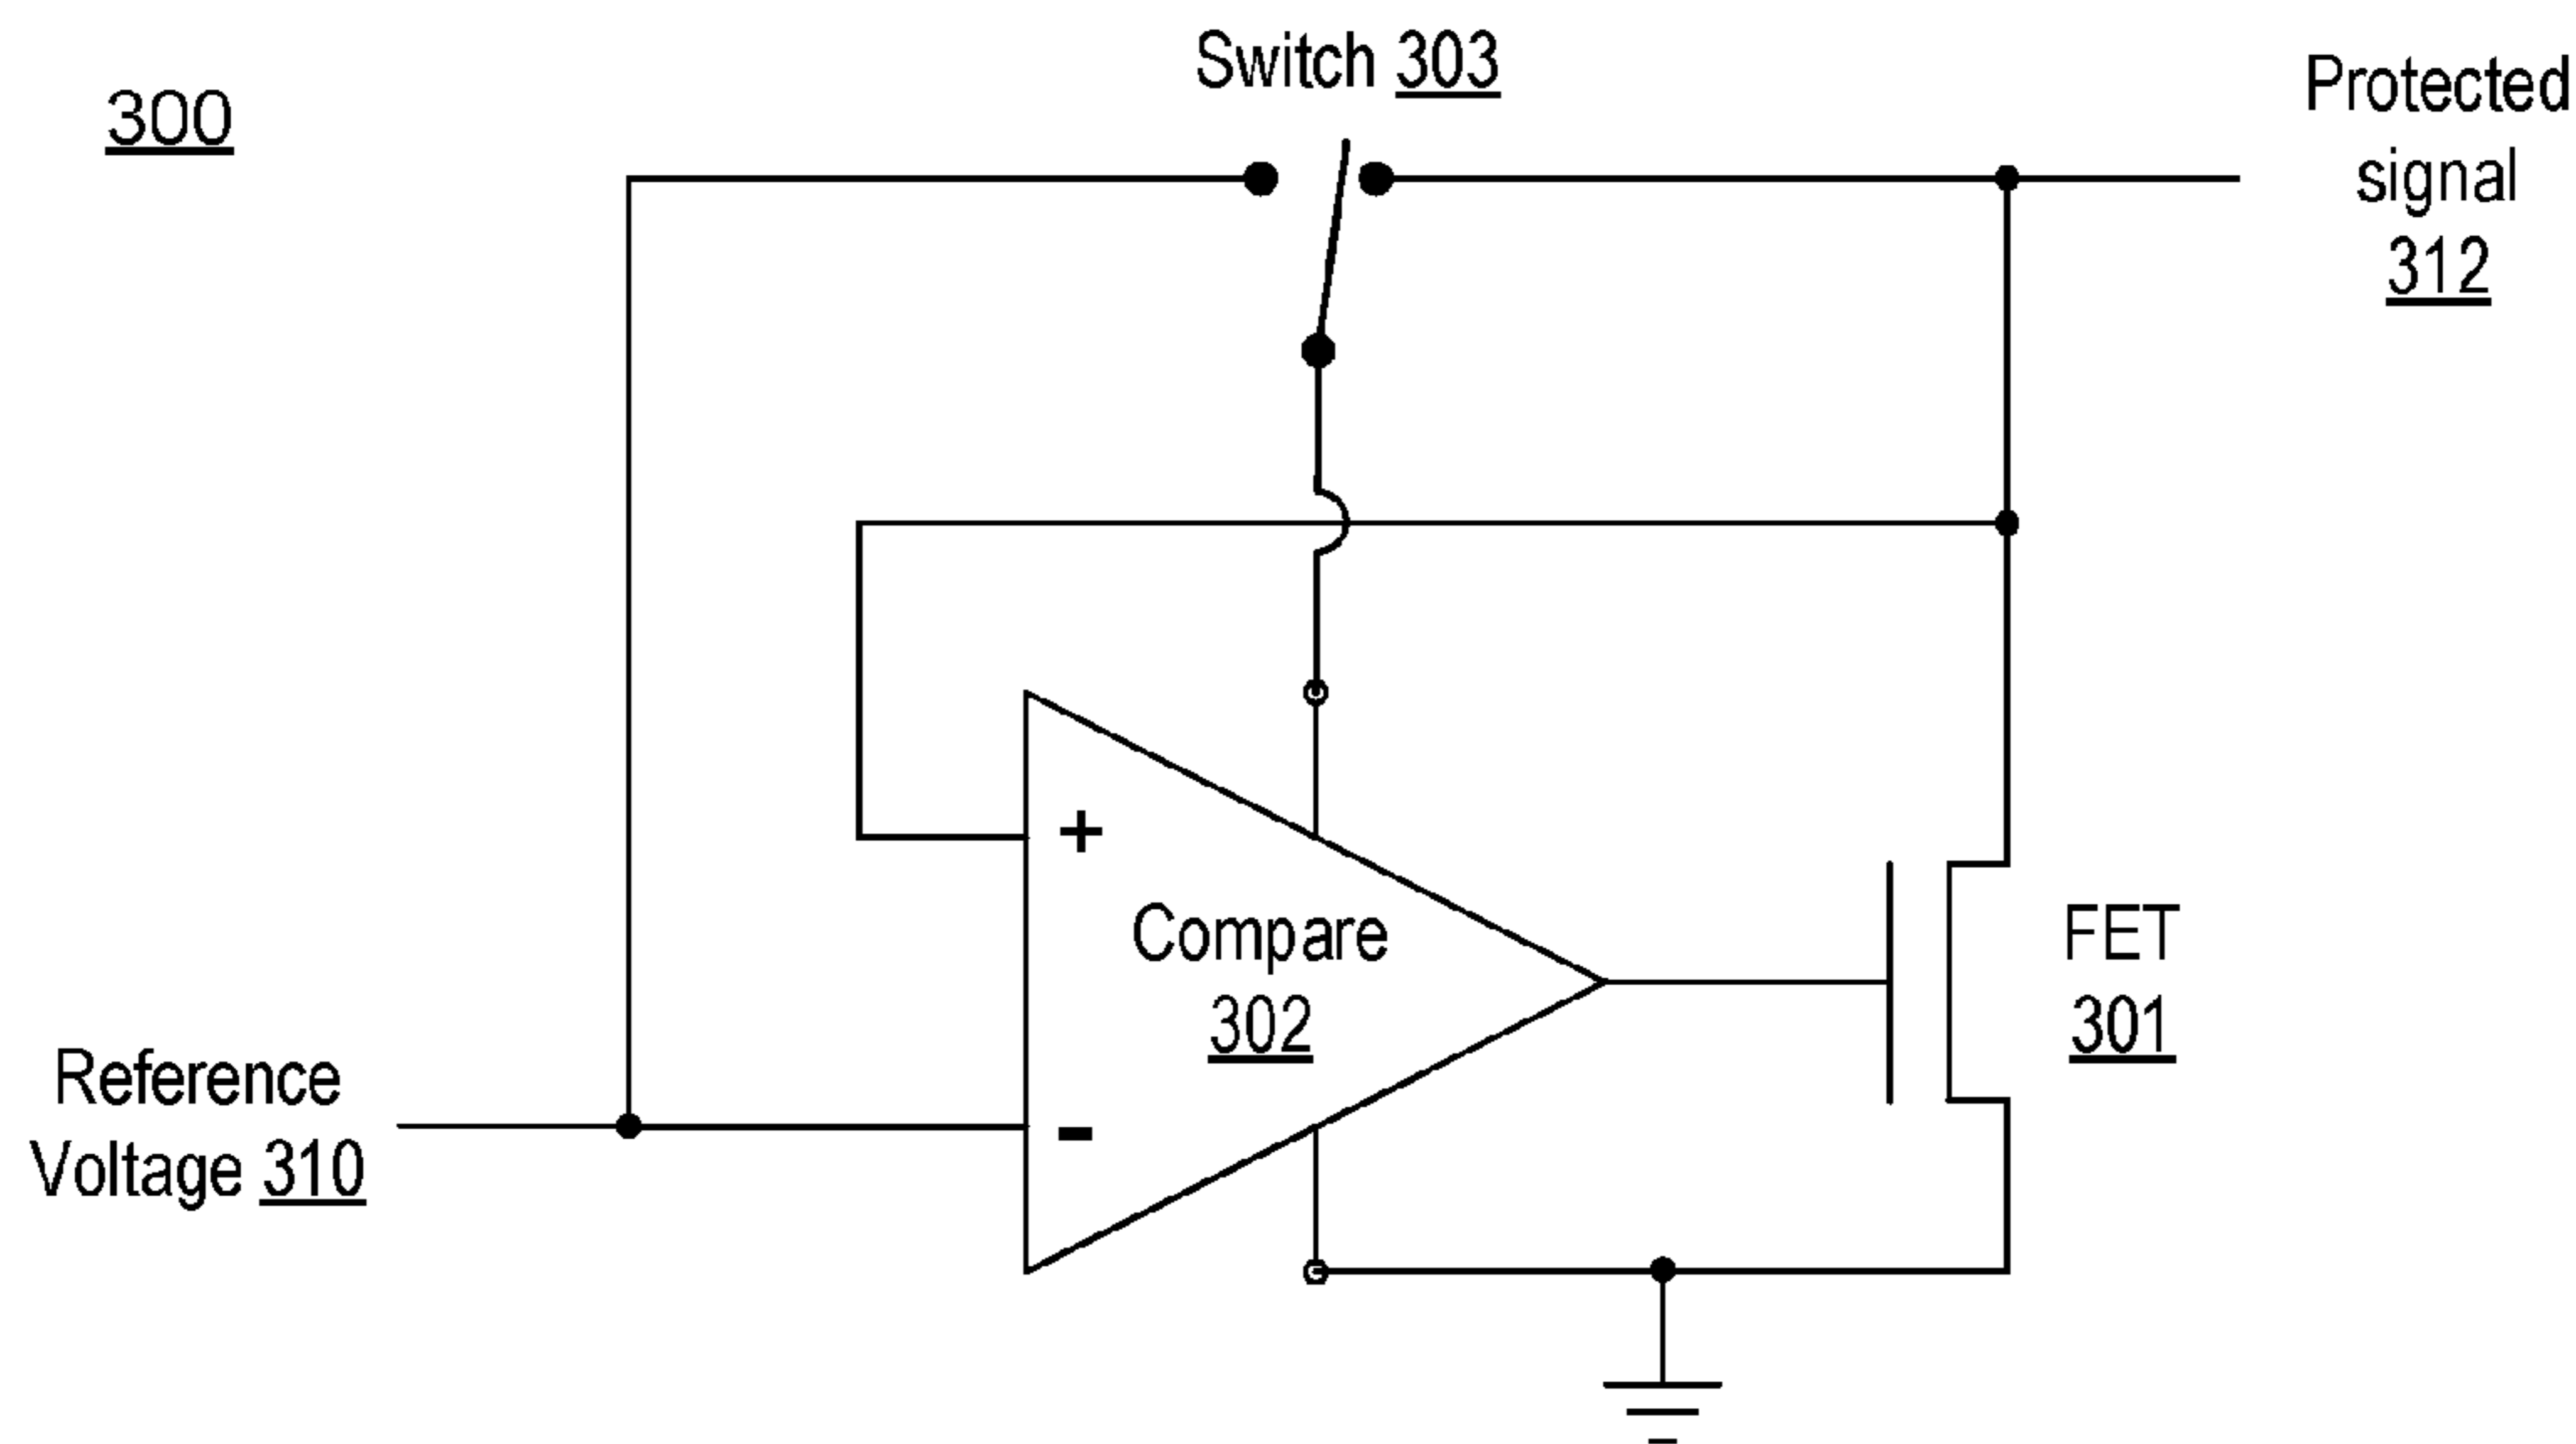 300
Switch 303
Protected
signal
312
+
Compare
302
-
FET
301
Reference
Voltage 310